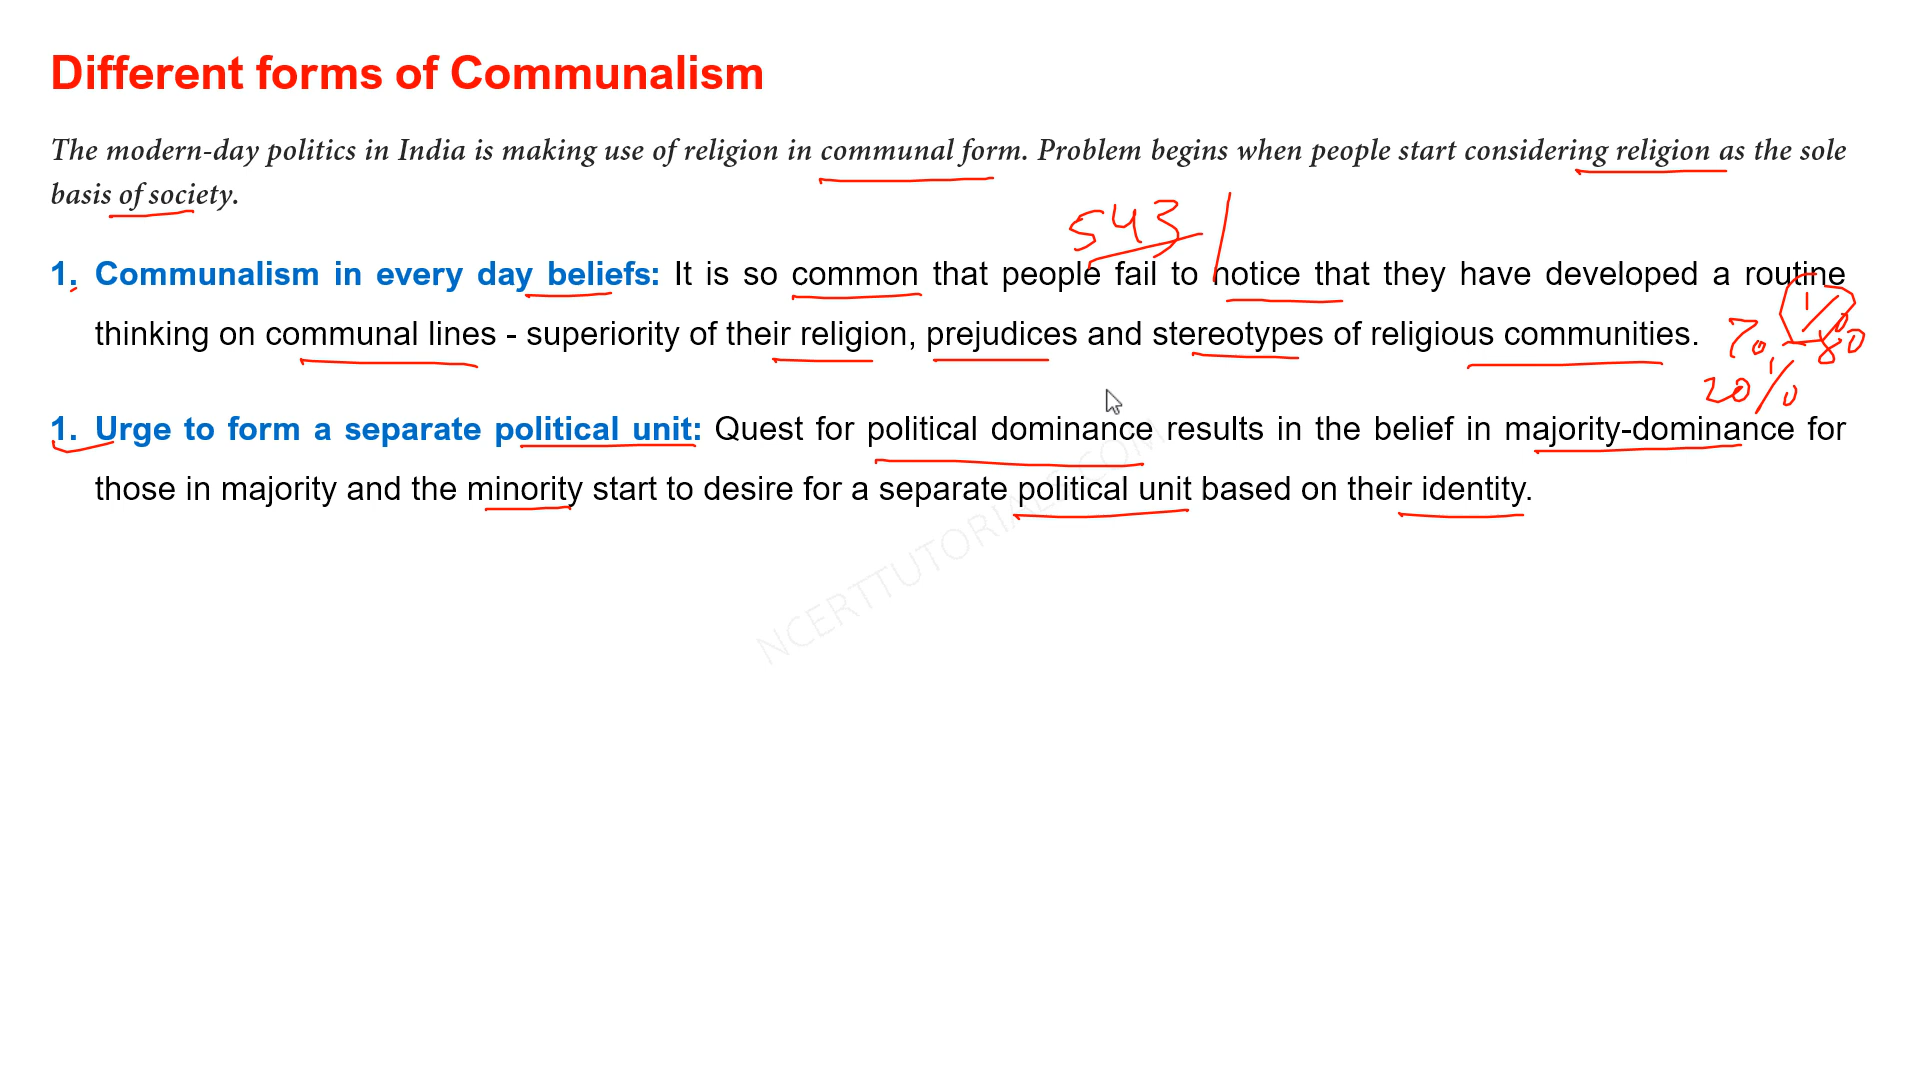 Different forms of Communalism
The modern-day politics in India is making use of religion in communal form. Problem begins when people start considering religion as the sole
basis of society.
543
1. Communalism in every day beliefs: It is so common that people fail to notice that they have developed a routine
thinking on communal lines - superiority of their religion, prejudices and stereotypes of religious communities.
80
20%
1. Urge to form a separate political unit: Quest for political dominance results in the belief in majority-dominance for
those in majority and the minority start to desire for a separate political unit based on their identity.
NCERTTUTORIALS.COM